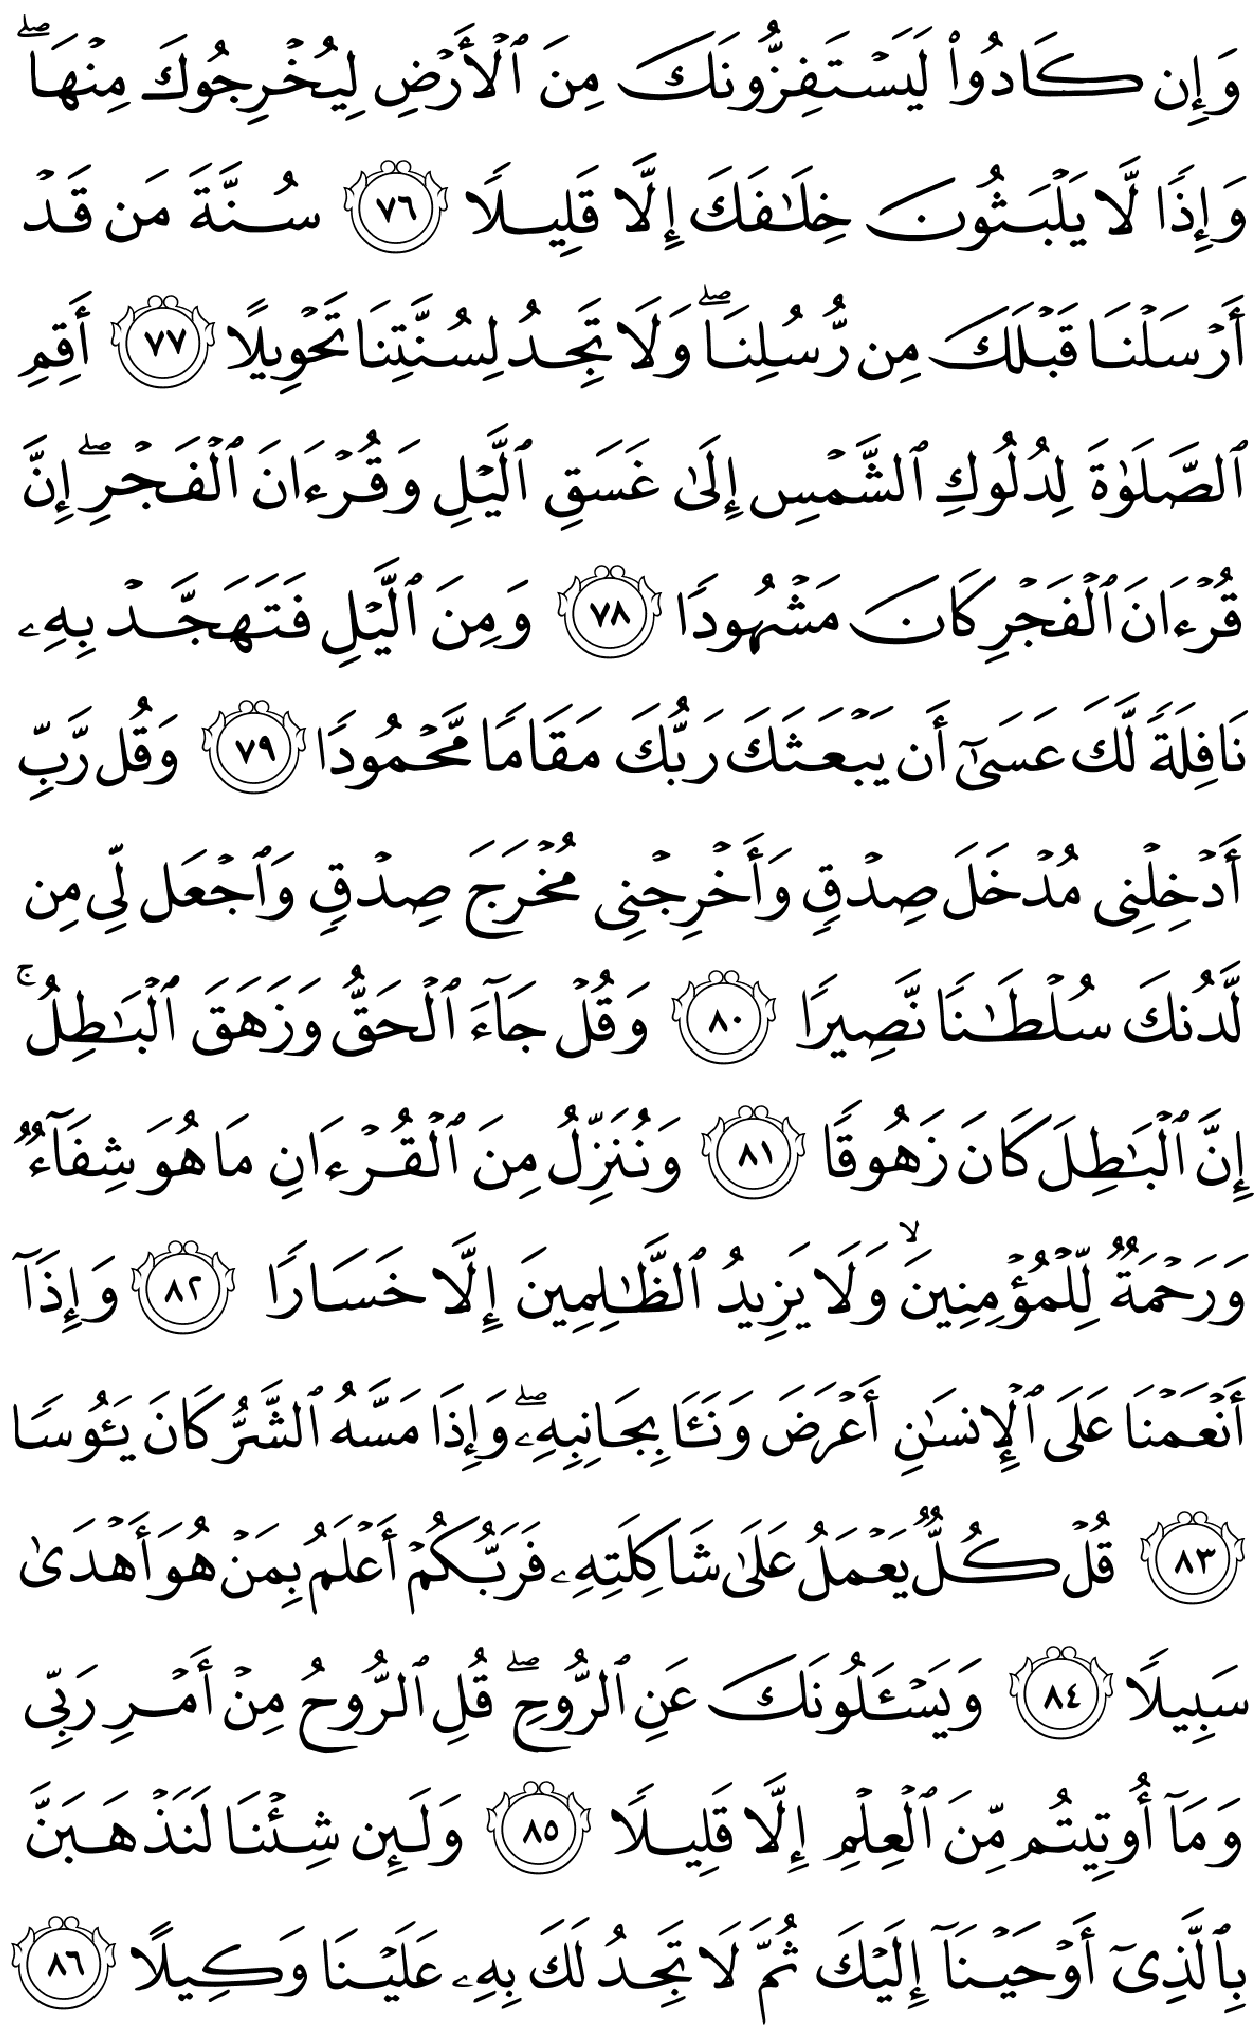 وَإِن كَادُوا۟ لَيَسْتَفِزُّونَكَ مِنَ ٱلْأَرْضِ لِيُخْرِجُوكَ مِنْهَا ۖ
وَإِذًا لَّا يَلْبَثُونَ خِلَـٰفَكَ إِلَّا قَلِيلًا ٧٦ سُنَّةَ مَن قَدْ
أَرْسَلْنَا قَبْلَكَ مِن رُّسُلِنَا ۖ وَلَا تَجِدُ لِسُنَّتِنَا تَحْوِيلًا ٧٧ أَقِمِ
ٱلصَّلَوٰةَ لِدُلُوكِ ٱلشَّمْسِ إِلَىٰ غَسَقِ ٱلَّيْلِ وَقُرْءَانَ ٱلْفَجْرِ ۖ إِنَّ
قُرْءَانَ ٱلْفَجْرِ كَانَ مَشْهُودًا ٧٨ وَمِنَ ٱلَّيْلِ فَتَهَجَّدْ بِهِۦ
نَافِلَةً لَّكَ عَسَىٰٓ أَن يَبْعَثَكَ رَبُّكَ مَقَامًا مَّحْمُودًا ٧٩ وَقُل رَّبِّ
أَدْخِلْنِى مُدْخَلَ صِدْقٍ وَأَخْرِجْنِى مُخْرَجَ صِدْقٍ وَٱجْعَل لِّى مِن
لَّدُنكَ سُلْطَـٰنًا نَّصِيرًا ٨٠ وَقُلْ جَآءَ ٱلْحَقُّ وَزَهَقَ ٱلْبَـٰطِلُ ۚ
إِنَّ ٱلْبَـٰطِلَ كَانَ زَهُوقًا ٨١ وَنُنَزِّلُ مِنَ ٱلْقُرْءَانِ مَا هُوَ شِفَآءٌ
وَرَحْمَةٌ لِّلْمُؤْمِنِينَ ۙ وَلَا يَزِيدُ ٱلظَّـٰلِمِينَ إِلَّا خَسَارًا ٨٢ وَإِذَآ
أَنْعَمْنَا عَلَى ٱلْإِنسَـٰنِ أَعْرَضَ وَنَـَٔا بِجَانِبِهِۦ ۖ وَإِذَا مَسَّهُ ٱلشَّرُّ كَانَ يَـُٔوسًا
٨٣ قُلْ كُلٌّ يَعْمَلُ عَلَىٰ شَاكِلَتِهِۦ فَرَبُّكُمْ أَعْلَمُ بِمَنْ هُوَ أَهْدَىٰ
سَبِيلًا ٨٤ وَيَسْـَٔلُونَكَ عَنِ ٱلرُّوحِ ۖ قُلِ ٱلرُّوحُ مِنْ أَمْرِ رَبِّى
وَمَآ أُوتِيتُم مِّنَ ٱلْعِلْمِ إِلَّا قَلِيلًا ٨٥ وَلَئِن شِئْنَا لَنَذْهَبَنَّ
بِٱلَّذِىٓ أَوْحَيْنَآ إِلَيْكَ ثُمَّ لَا تَجِدُ لَكَ بِهِۦ عَلَيْنَا وَكِيلًا ٨٦